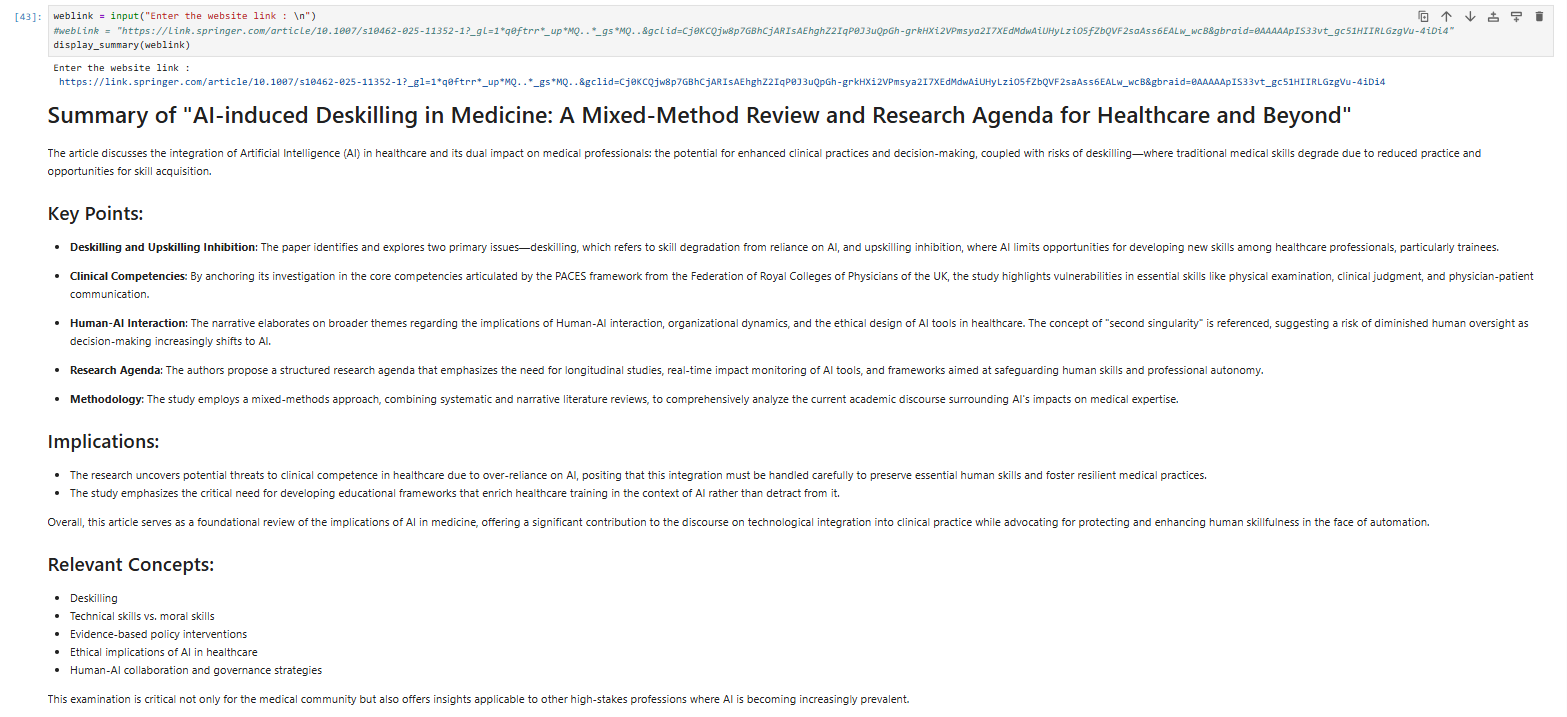 [43]: weblink = input("Enter the website link : \n")
#weblink = "https://link.springer.com/article/10.1007/s10462-025-11352-1?_gl=1*q0ftrr*_up*MQ..*_gs*MQ..&gclid=Cj0KCQjw8p7GBhCjARIsAEhghZ2IqP0J3uQpGh-grkHXi2VPmsya2I7XEdMdwAiUHyLziO5fZbQVF2saAss6EALw_wcB&gbraid=0AAAAApIS33vt_gc51HIIRLGzgVu-4iDi4"
display_summary(weblink)
Enter the website link :
https://link.springer.com/article/10.1007/s10462-025-11352-1?_gl=1*q0ftrr*_up*MQ..*_gs*MQ..&gclid=Cj0KCQjw8p7GBhCjARIsAEhghZ2IqP0J3uQpGh-grkHXi2VPmsya2I7XEdMdwAiUHyLziO5fZbQVF2saAss6EALw_wcB&gbraid=0AAAAApIS33vt_gc51HIIRLGzgVu-4iDi4
Summary of "AI-induced Deskilling in Medicine: A Mixed-Method Review and Research Agenda for Healthcare and Beyond"
The article discusses the integration of Artificial Intelligence (AI) in healthcare and its dual impact on medical professionals: the potential for enhanced clinical practices and decision-making, coupled with risks of deskilling—where traditional medical skills degrade due to reduced practice and
opportunities for skill acquisition.
Key Points:
• Deskilling and Upskilling Inhibition: The paper identifies and explores two primary issues—deskilling, which refers to skill degradation from reliance on AI, and upskilling inhibition, where AI limits opportunities for developing new skills among healthcare professionals, particularly trainees.
• Clinical Competencies: By anchoring its investigation in the core competencies articulated by the PACES framework from the Federation of Royal Colleges of Physicians of the UK, the study highlights vulnerabilities in essential skills like physical examination, clinical judgment, and physician-patient
communication.
• Human-AI Interaction: The narrative elaborates on broader themes regarding the implications of Human-AI interaction, organizational dynamics, and the ethical design of AI tools in healthcare. The concept of "second singularity" is referenced, suggesting a risk of diminished human oversight as
decision-making increasingly shifts to AI.
• Research Agenda: The authors propose a structured research agenda that emphasizes the need for longitudinal studies, real-time impact monitoring of AI tools, and frameworks aimed at safeguarding human skills and professional autonomy.
• Methodology: The study employs a mixed-methods approach, combining systematic and narrative literature reviews, to comprehensively analyze the current academic discourse surrounding AI's impacts on medical expertise.
Implications:
• The research uncovers potential threats to clinical competence in healthcare due to over-reliance on AI, positing that this integration must be handled carefully to preserve essential human skills and foster resilient medical practices.
• The study emphasizes the critical need for developing educational frameworks that enrich healthcare training in the context of AI rather than detract from it.
Overall, this article serves as a foundational review of the implications of AI in medicine, offering a significant contribution to the discourse on technological integration into clinical practice while advocating for protecting and enhancing human skillfulness in the face of automation.
Relevant Concepts:
• Deskilling
• Technical skills vs. moral skills
• Evidence-based policy interventions
• Ethical implications of AI in healthcare
• Human-AI collaboration and governance strategies
This examination is critical not only for the medical community but also offers insights applicable to other high-stakes professions where AI is becoming increasingly prevalent.